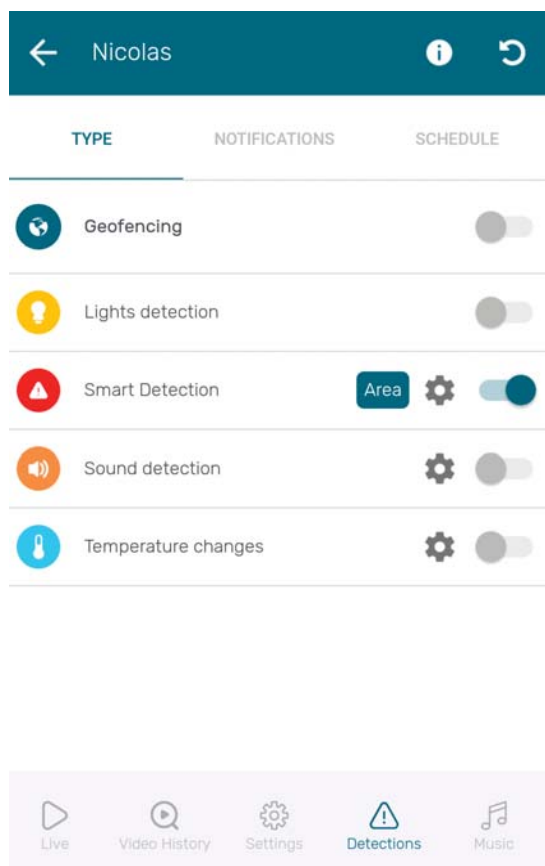 Nicolas
TYPE NOTIFICATIONS SCHEDULE
Geofencing
Lights detection
Smart Detection Area
Sound detection
Temperature changes
Live Video History Settings Detections Music